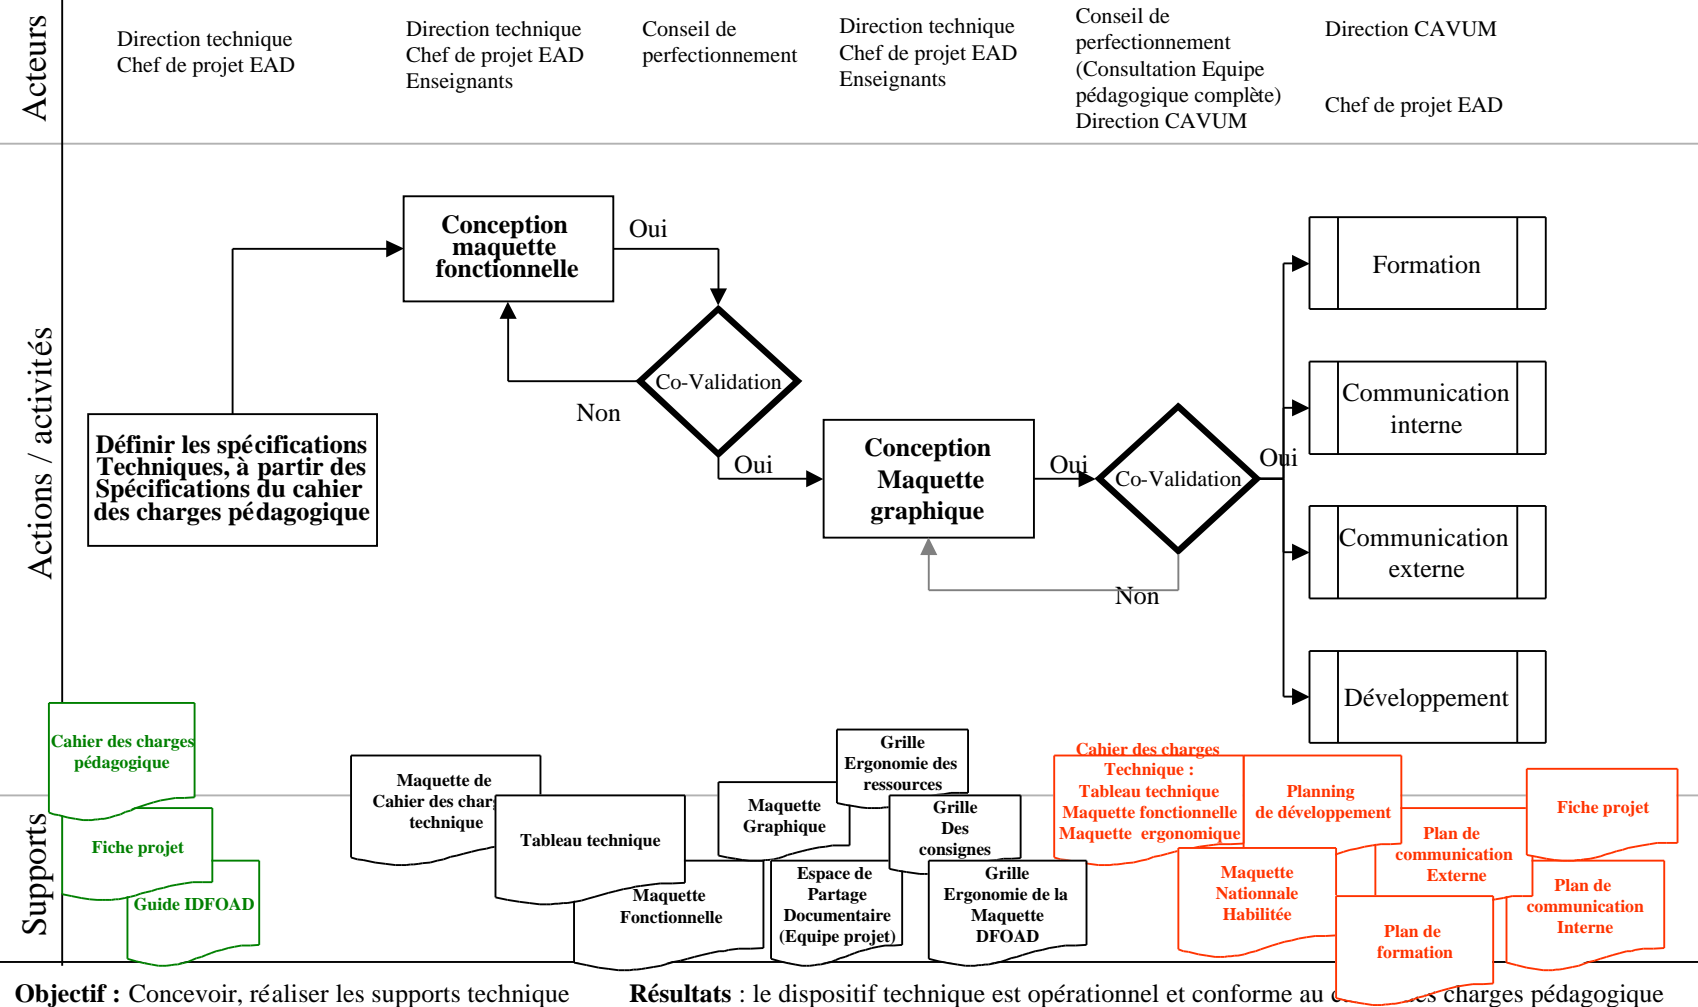 Acteurs
Direction technique
Chef de projet EAD
Direction technique
Chef de projet EAD
Enseignants
Conseil de
perfectionnement
Direction technique
Chef de projet EAD
Enseignants
Conseil de
perfectionnement
(Consultation Equipe
pédagogique complète)
Direction CAVUM
Direction CAVUM
Chef de projet EAD
Actions / activités
Conception
maquette
fonctionnelle
Oui
Co-Validation
Non
Définir les spécifications
Techniques, à partir des
Spécifications du cahier
des charges pédagogique
Oui
Conception
Maquette
graphique
Oui
Co-Validation
Oui
Non
Formation
Communication
interne
Communication
externe
Développement
Supports
Cahier des charges
pédagogique
Fiche projet
Guide IDFOAD
Maquette de
Cahier des char
technique
Tableau technique
Maquette
Fonctionnelle
Maquette
Graphique
Grille
Ergonomie des
ressources
Grille
Des
consignes
Espace de
Partage
Documentaire
(Equipe projet)
Grille
Ergonomie de la
Maquette
DFOAD
Cahier des charges
Technique :
Tableau technique
Maquette fonctionnelle
Maquette ergonomique
Planning
de développement
Maquette
Nationnale
Habilitée
Plan de
communication
Externe
Fiche projet
Plan de
communication
Interne
Plan de
formation
Objectif : Concevoir, réaliser les supports technique
Résultats : le dispositif technique est opérationnel et conforme au charges pédagogique